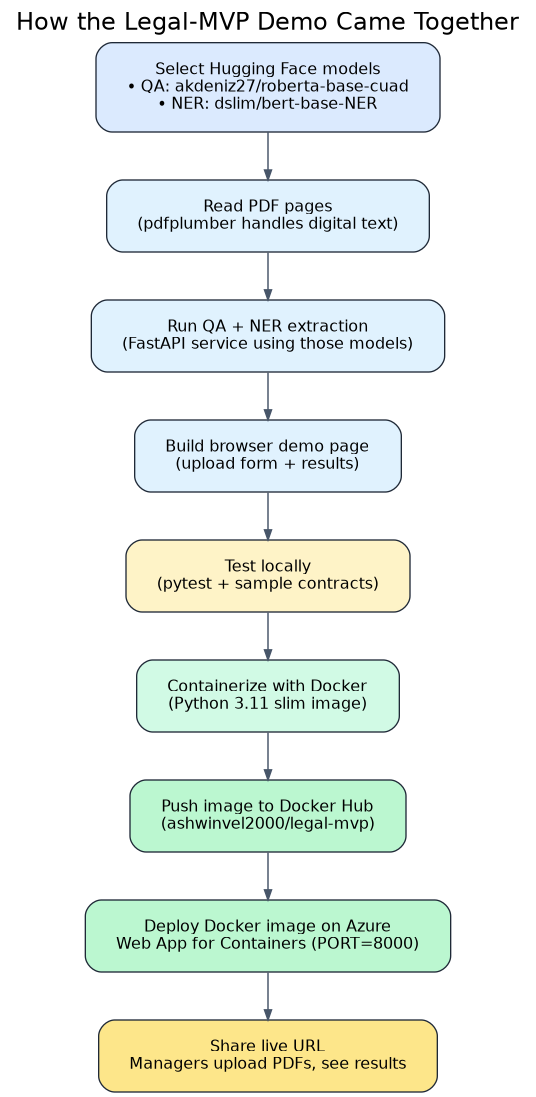 How the Legal-MVP Demo Came Together
Select Hugging Face models
• QA: akdeniz27/roberta-base-cuad
• NER: dslim/bert-base-NER
Read PDF pages
(pdfplumber handles digital text)
Run QA + NER extraction
(FastAPI service using those models)
Build browser demo page
(upload form + results)
Test locally
(pytest + sample contracts)
Containerize with Docker
(Python 3.11 slim image)
Push image to Docker Hub
(ashwinvel2000/legal-mvp)
Deploy Docker image on Azure
Web App for Containers (PORT=8000)
Share live URL
Managers upload PDFs, see results